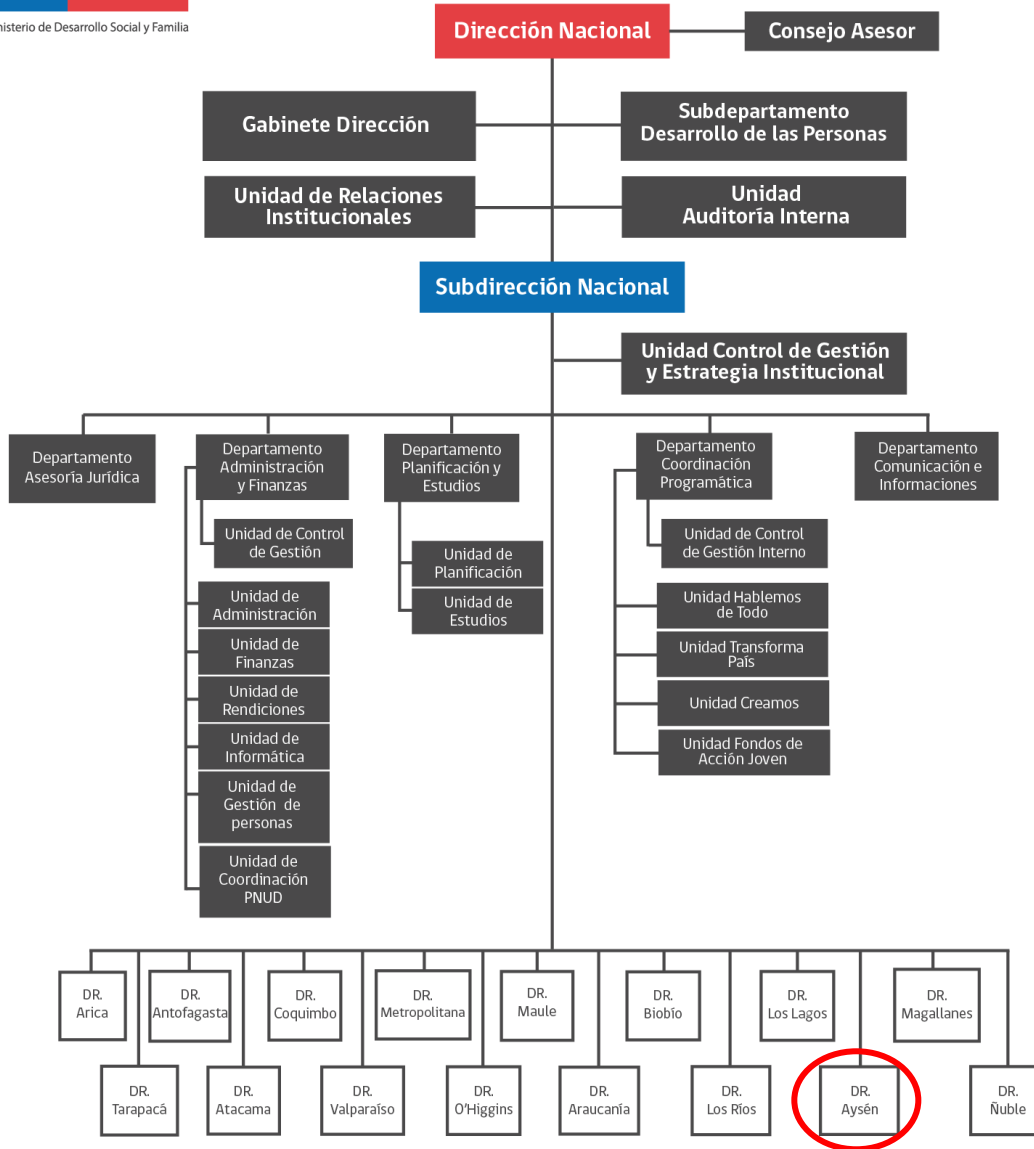 Ministerio de Desarrollo Social y Familia
Dirección Nacional
Consejo Asesor
Gabinete Dirección
Subdepartamento
Desarrollo de las Personas
Unidad de Relaciones
Institucionales
Unidad
Auditoría Interna
Subdirección Nacional
Unidad Control de Gestión
y Estrategia Institucional
Departamento
Asesoría Jurídica
Departamento
Administración
y Finanzas
Unidad de Control
de Gestión
Unidad de
Administración
Unidad de
Finanzas
Unidad de
Rendiciones
Unidad de
Informática
Unidad de
Gestión de
personas
Unidad de
Coordinación
PNUD
Departamento
Planificación y
Estudios
Unidad de
Planificación
Unidad de
Estudios
Departamento
Coordinación
Programática
Unidad de Control
de Gestión Interno
Unidad Hablemos
de Todo
Unidad Transforma
País
Unidad Creamos
Unidad Fondos de
Acción Joven
Departamento
Comunicación e
Informaciones
DR.
Arica
DR.
Antofagasta
DR.
Coquimbo
DR.
Metropolitana
DR.
Maule
DR.
Biobío
DR.
Los Lagos
DR.
Magallanes
DR.
Tarapacá
DR.
Atacama
DR.
Valparaíso
DR.
O'Higgins
DR.
Araucanía
DR.
Los Ríos
DR.
Aysén
DR.
Ñuble